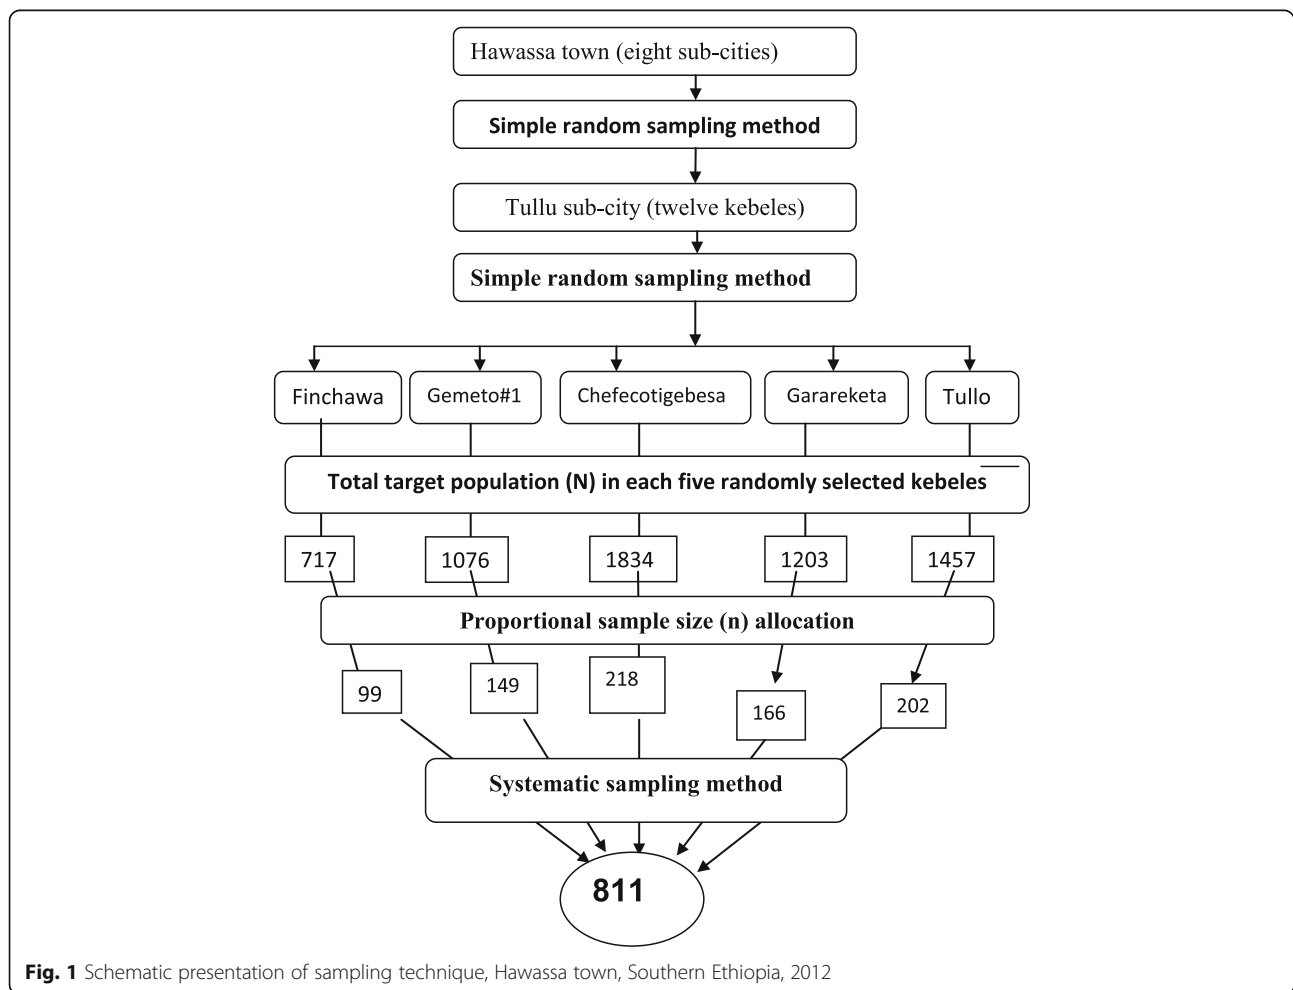 Hawassa town (eight sub-cities)
Simple random sampling method
Tullu sub-city (twelve kebeles)
Simple random sampling method
Finchawa
Gemeto#1
Chefecotigebesa
Garareketa
Tullo
Total target population (N) in each five randomly selected kebeles
717
1076
1834
1203
1457
Proportional sample size (n) allocation
99
149
218
166
202
Systematic sampling method
811
Fig. 1 Schematic presentation of sampling technique, Hawassa town, Southern Ethiopia, 2012